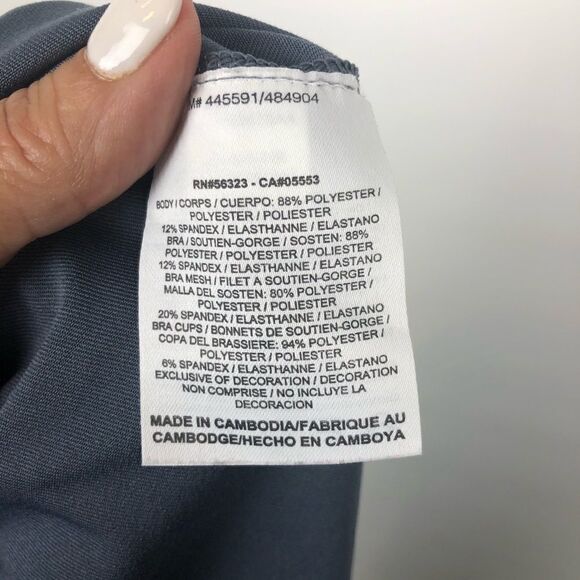 M# 445591/484904
RN#56323 - CA#05553
BODY / CORPS / CUERPO: 88% POLYESTER /
POLYESTER / POLIESTER
12% SPANDEX / ELASTHANNE / ELASTANO
BRA / SOUTIEN-GORGE / SOSTEN: 88%
POLYESTER / POLYESTER / POLIESTER
12% SPANDEX / ELASTHANNE / ELASTANO
BRA MESH / FILET A SOUTIEN-GORGE /
MALLA DEL SOSTEN: 80% POLYESTER /
POLYESTER / POLIESTER
20% SPANDEX / ELASTHANNE / ELASTANO
BRA CUPS / BONNETS DE SOUTIEN-GORGE /
COPA DEL BRASSIERE: 94% POLYESTER /
POLYESTER / POLIESTER
6% SPANDEX / ELASTHANNE / ELASTANO
EXCLUSIVE OF DECORATION / DECORATION
NON COMPRISE / NO INCLUYE LA
DECORACION
MADE IN CAMBODIA/FABRIQUE AU
CAMBODGE/HECHO EN CAMBOYA